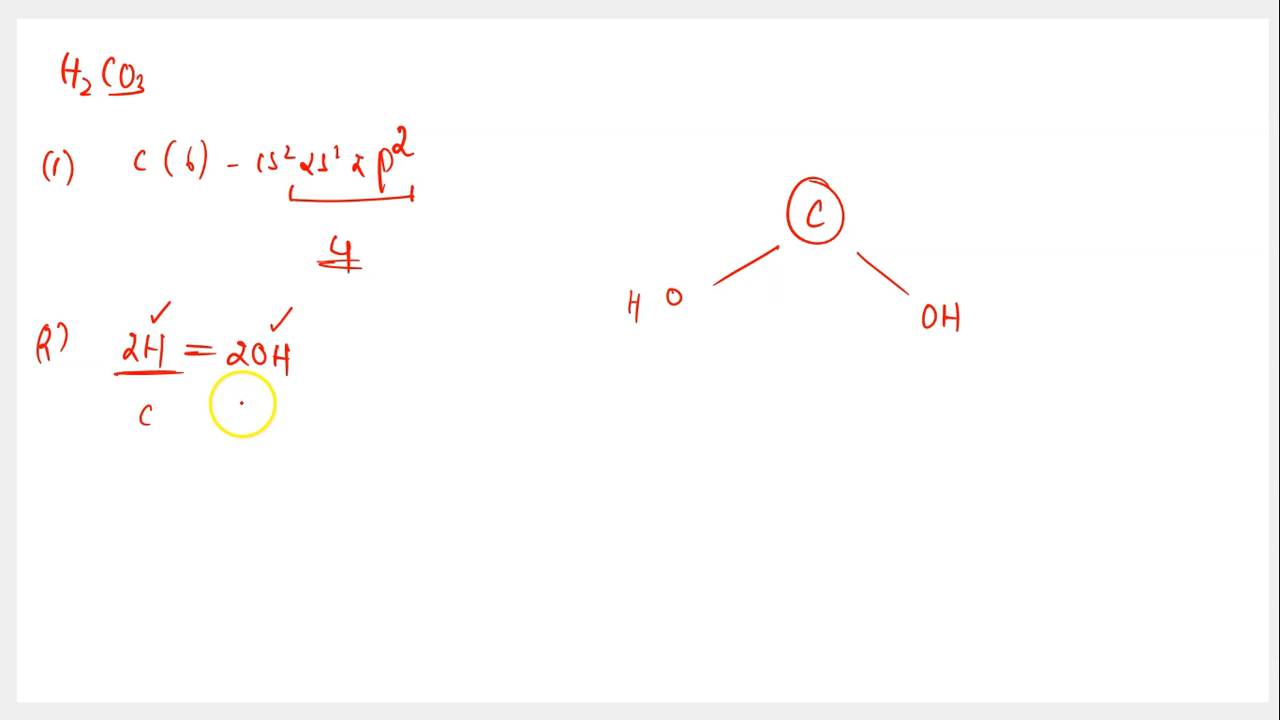 H₂CO₃
(1) C (6) - 1s² 2s¹ 2p²
4
2) 2H = 2OH
C
C
HO
OH